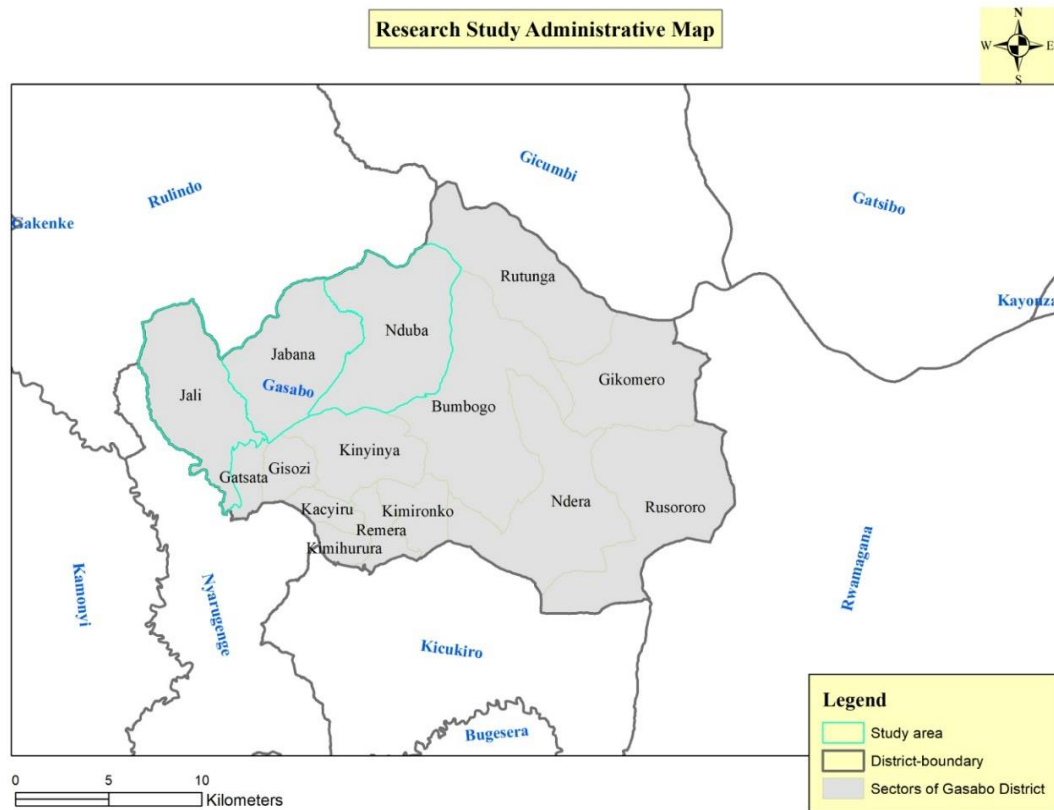 Research Study Administrative Map
N
W E
S
Gicumbi
Rulindo
Gatsibo
Gakenke
Rutunga
Kayonza
Nduba
Jabana
Gikomero
Gasabo
Jali
Bumbogo
Kinyinya
Gisozi
Gatsata
Ndera
Rusororo
Kacyiru
Kimironko
Remera
Kimihurura
Kamonyi
Nyarugenge
Rwamagana
Kicukiro
Bugesera
Legend
Study area
District-boundary
Sectors of Gasabo District
0 5 10
Kilometers